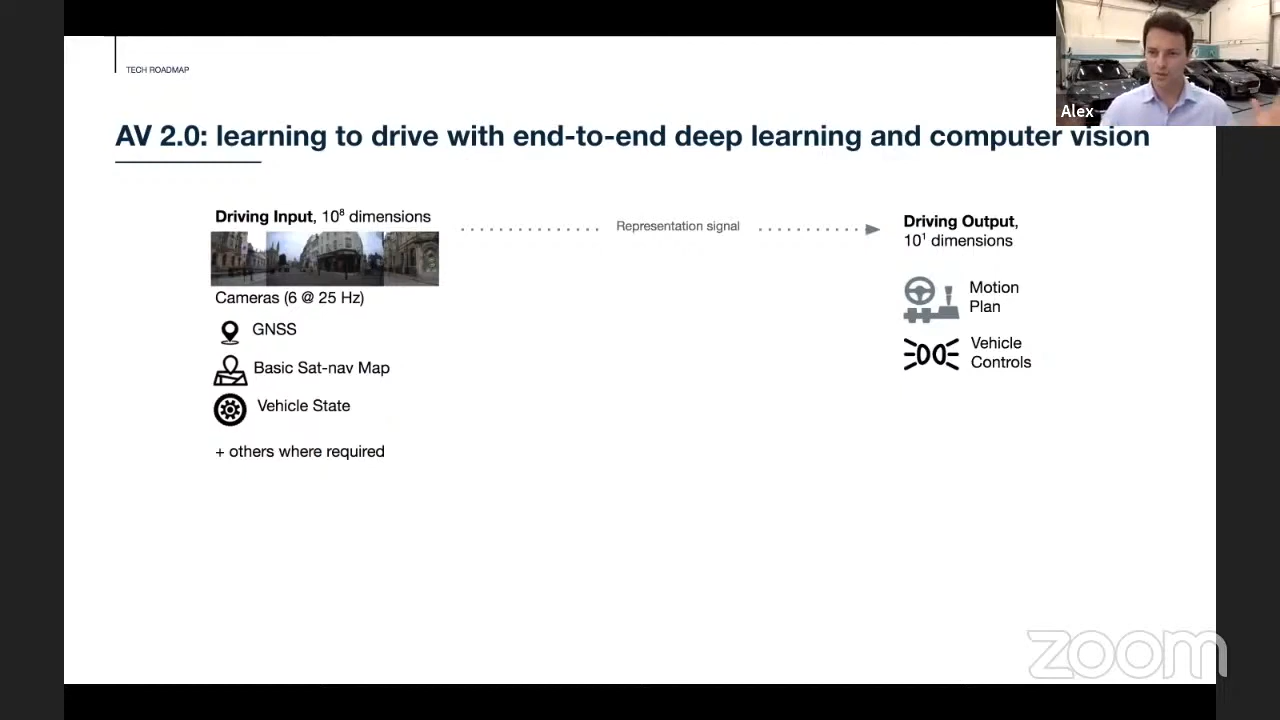 TECH ROADMAP
Alex
AV 2.0: learning to drive with end-to-end deep learning and computer vision
Driving Input, 10⁸ dimensions
Cameras (6 @ 25 Hz)
GNSS
Basic Sat-nav Map
Vehicle State
+ others where required
Representation signal
Driving Output,
10¹ dimensions
Motion
Plan
Vehicle
Controls
zoom